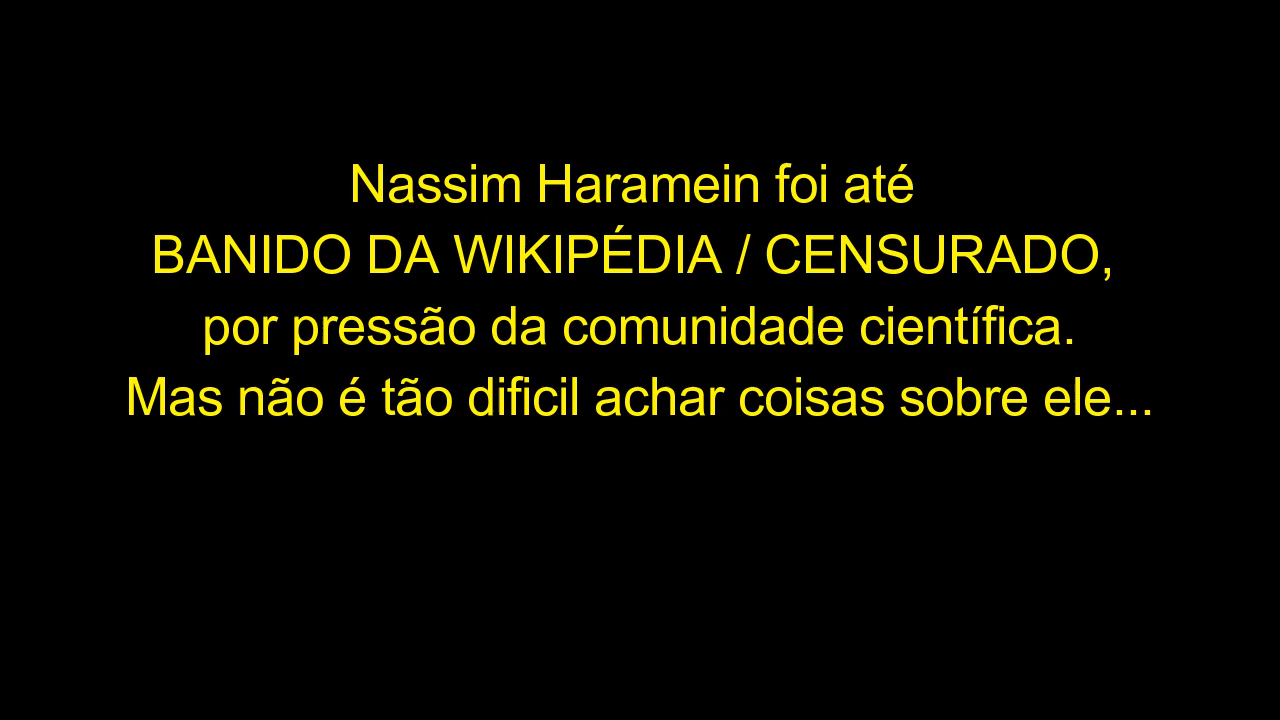 Nassim Haramein foi até
BANIDO DA WIKIPÉDIA / CENSURADO,
por pressão da comunidade científica.
Mas não é tão dificil achar coisas sobre ele...